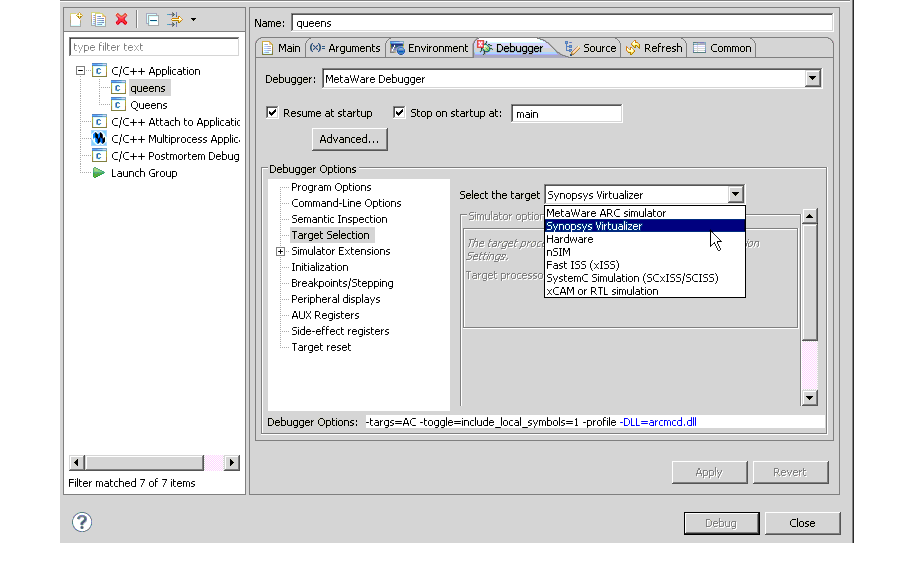 Name: queens
type filter text
C/C++ Application
queens
Queens
C/C++ Attach to Applicatic
C/C++ Multiprocess Applic
C/C++ Postmortem Debug
Launch Group
Filter matched 7 of 7 items
Main (x)= Arguments Environment Debugger Source Refresh Common
Debugger: MetaWare Debugger
Resume at startup Stop on startup at: main
Advanced...
Debugger Options
Program Options
Command-Line Options
Semantic Inspection
Target Selection
Simulator Extensions
Initialization
Breakpoints/Stepping
Peripheral displays
AUX Registers
Side-effect registers
Target reset
Select the target Synopsys Virtualizer
MetaWare ARC simulator
Synopsys Virtualizer
Hardware
nSIM
Fast ISS (xISS)
SystemC Simulation (SCxISS/SCISS)
xCAM or RTL simulation
Simulator option
The target proce on
Settings.
Target processo
Debugger Options: -targs=AC -toggle=include_local_symbols=1 -profile -DLL=arcmcd.dll
Apply Revert
Debug Close